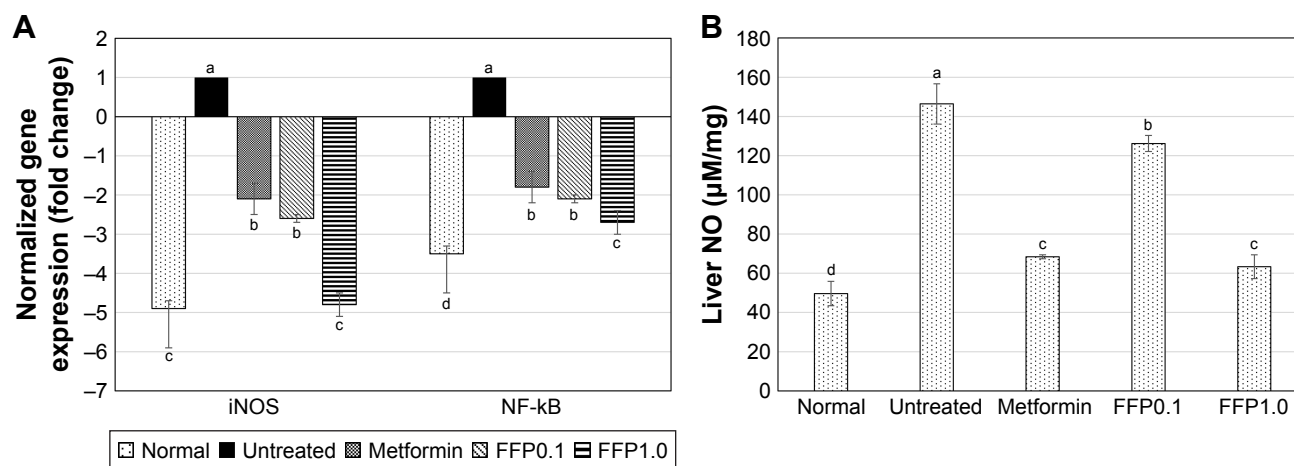 A
Normalized gene
expression (fold change)
2
1
0
–1
–2
–3
–4
–5
–6
–7
a
b
b
c
c
a
b
b
c
d
iNOS
NF-kB
Normal
Untreated
Metformin
FFP0.1
FFP1.0
B
Liver NO (µM/mg)
180
160
140
120
100
80
60
40
20
0
d
a
c
b
c
Normal
Untreated
Metformin
FFP0.1
FFP1.0